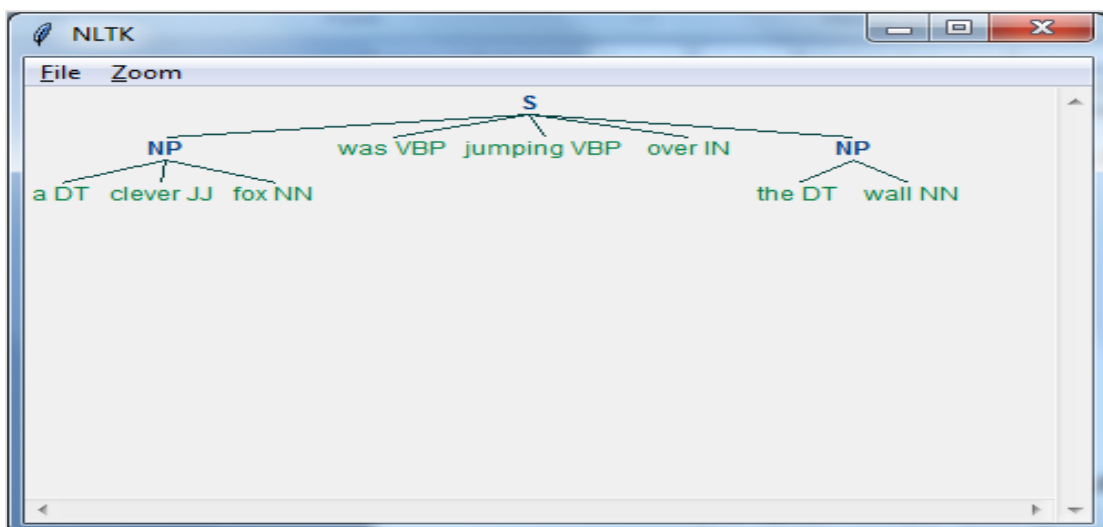 NLTK
File Zoom
S
NP was VBP jumping VBP over IN NP
a DT clever JJ fox NN the DT wall NN